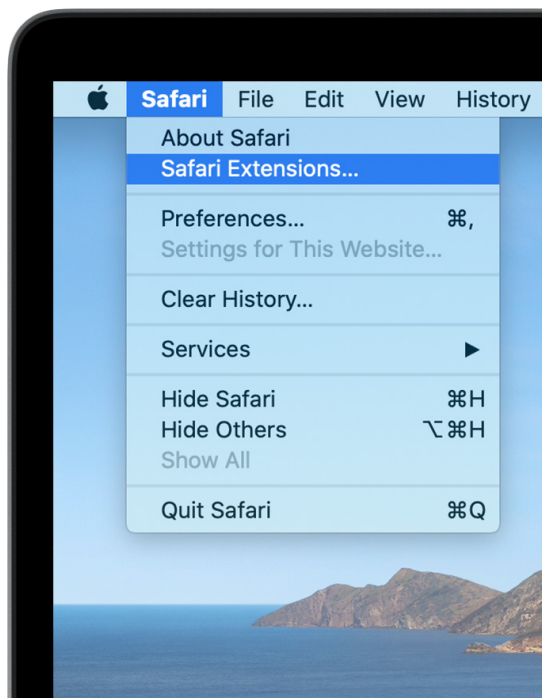 Safari File Edit View History
About Safari
Safari Extensions...
Preferences... ⌘,
Settings for This Website...
Clear History...
Services ▶
Hide Safari ⌘H
Hide Others ⌥⌘H
Show All
Quit Safari ⌘Q